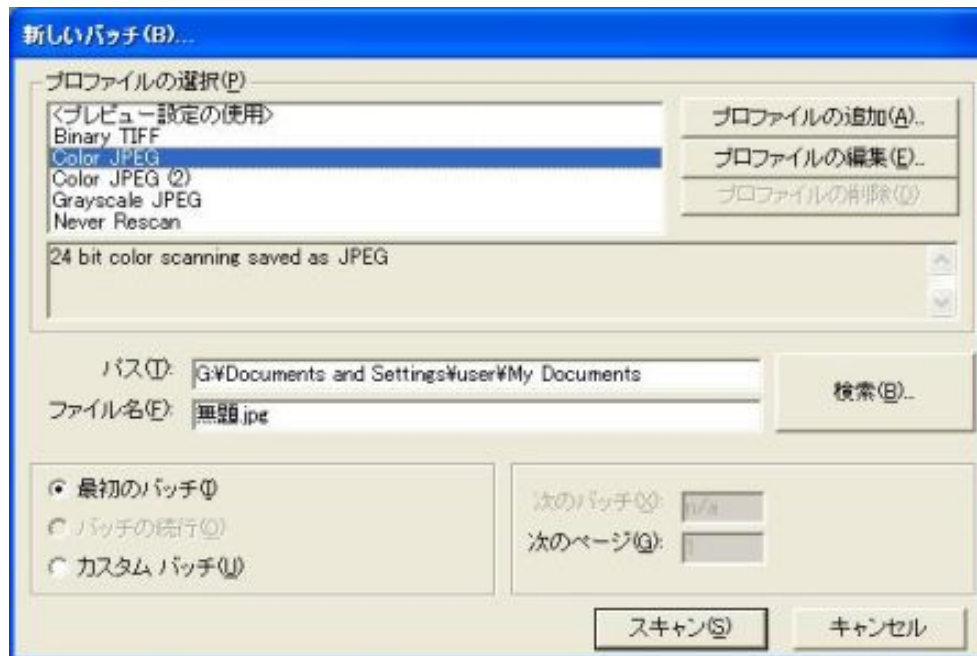 新しいバッチ(B)...
プロファイルの選択(P)
<プレビュー設定の使用>
Binary TIFF
Color JPEG
Color JPEG (2)
Grayscale JPEG
Never Rescan
プロファイルの追加(A)...
プロファイルの編集(E)...
プロファイルの削除(D)
24 bit color scanning saved as JPEG
パス(T):
G:¥Documents and Settings¥user¥My Documents
ファイル名(F):
無題.jpg
検索(B)...
最初のバッチ(I)
バッチの続行(O)
カスタム バッチ(U)
次のバッチ(X):
n/a
次のページ(G):
1
スキャン(S)
キャンセル